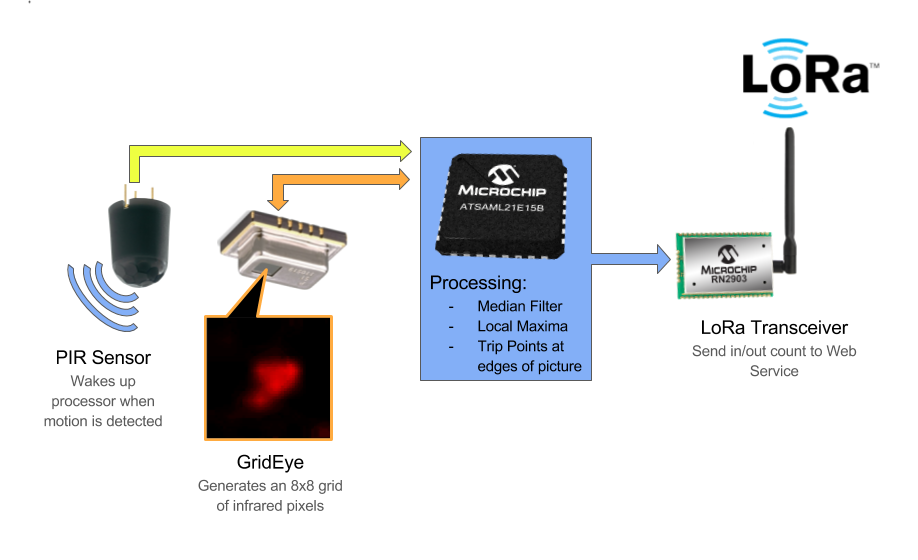 LoRa™
MICROCHIP
ATSAML21E15B
Processing:
- Median Filter
- Local Maxima
- Trip Points at
edges of picture
MICROCHIP
RN2903
LoRa Transceiver
Send in/out count to Web
Service
PIR Sensor
Wakes up
processor when
motion is detected
GridEye
Generates an 8x8 grid
of infrared pixels